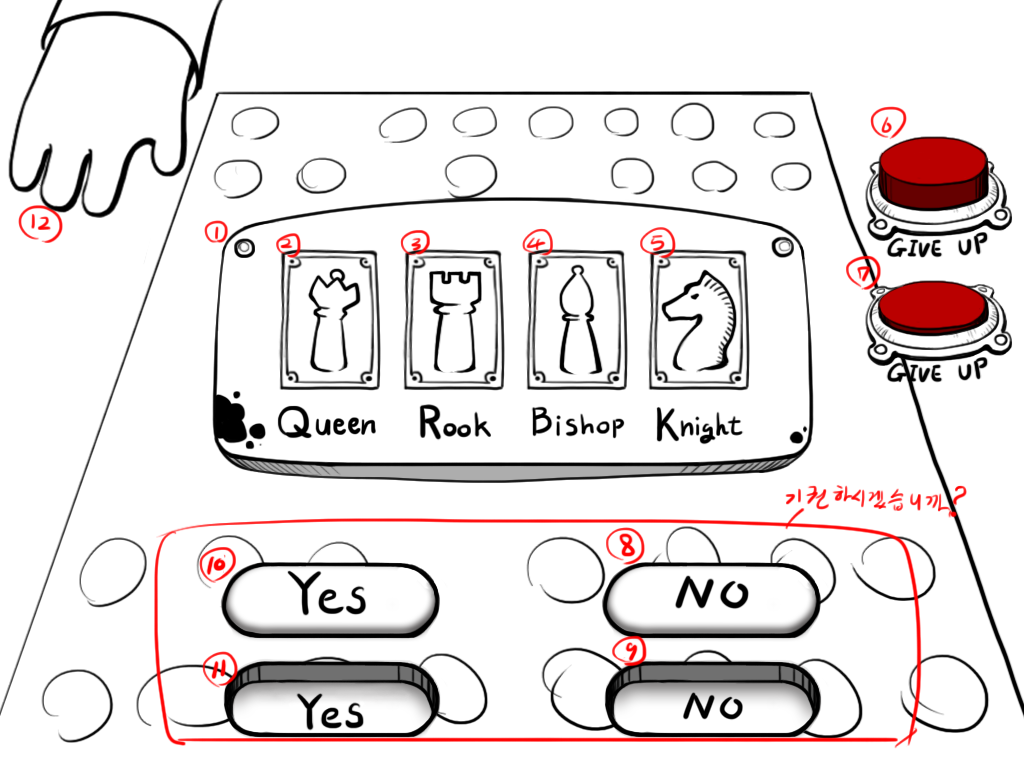 12
1
2
3
4
5
6
GIVE UP
7
GIVE UP
Queen Rook Bishop Knight
기권하시겠습니까?
10
Yes
8
NO
11
Yes
9
NO